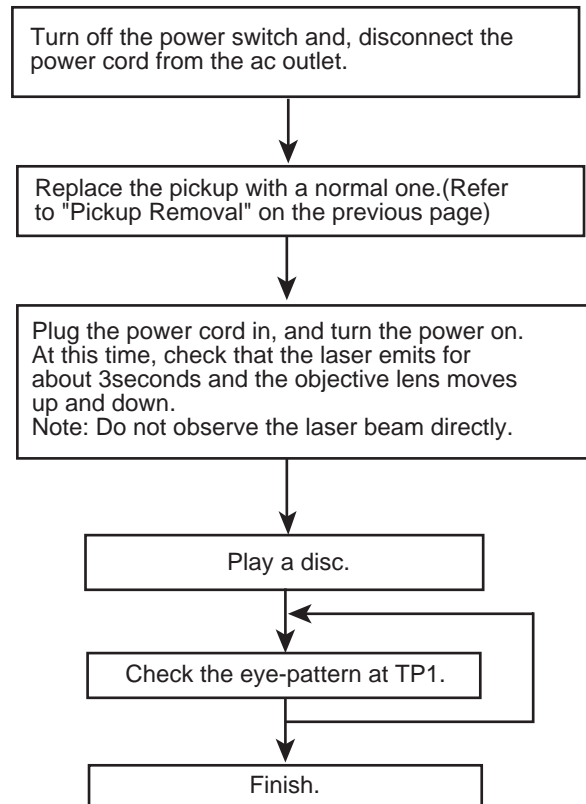 Turn off the power switch and, disconnect the
power cord from the ac outlet.
Replace the pickup with a normal one.(Refer
to "Pickup Removal" on the previous page)
Plug the power cord in, and turn the power on.
At this time, check that the laser emits for
about 3seconds and the objective lens moves
up and down.
Note: Do not observe the laser beam directly.
Play a disc.
Check the eye-pattern at TP1.
Finish.